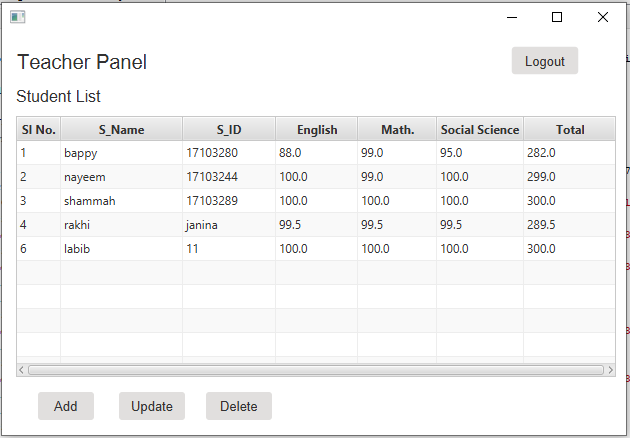 Teacher Panel
Logout
Student List
Sl No. S_Name S_ID English Math. Social Science Total
1 bappy 17103280 88.0 99.0 95.0 282.0
2 nayeem 17103244 100.0 99.0 100.0 299.0
3 shammah 17103289 100.0 100.0 100.0 300.0
4 rakhi janina 99.5 99.5 99.5 289.5
6 labib 11 100.0 100.0 100.0 300.0
Add Update Delete